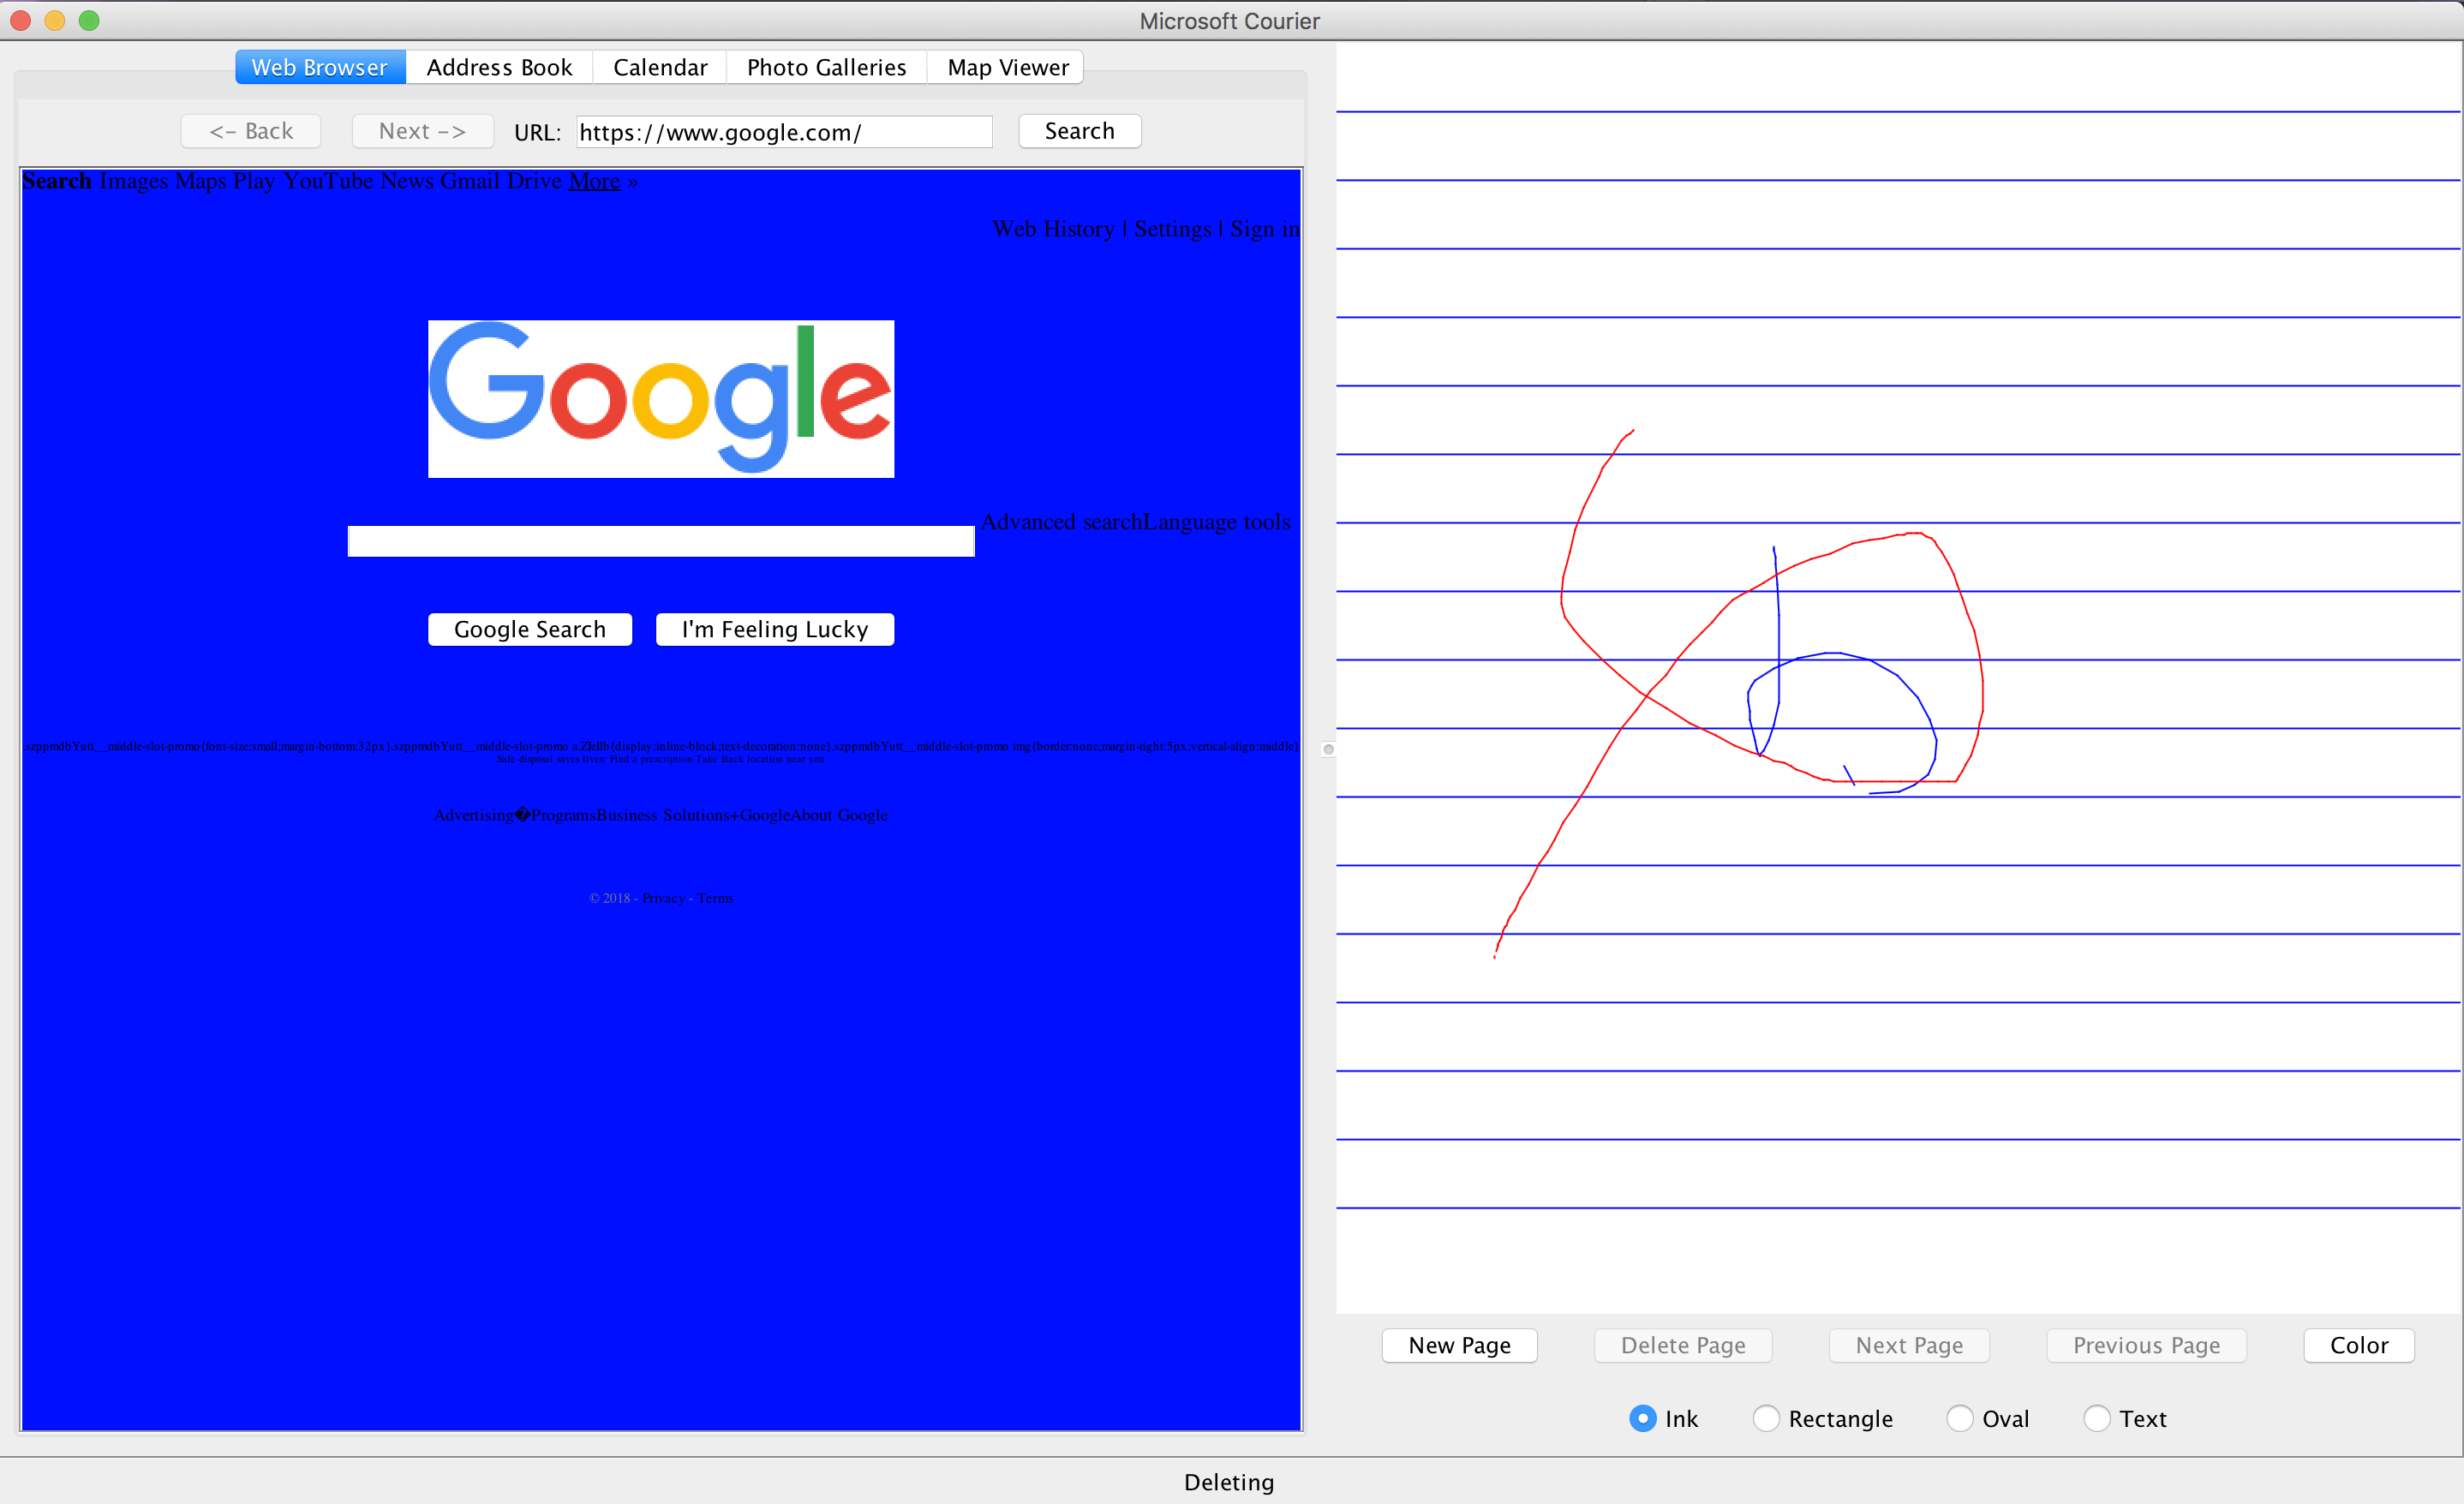 Microsoft Courier
Web Browser Address Book Calendar Photo Galleries Map Viewer
<- Back Next -> URL: https://www.google.com/ Search
Search Images Maps Play YouTube News Gmail Drive More »
Web History | Settings | Sign in
Google
Advanced searchLanguage tools
Google Search I'm Feeling Lucky
.szppmdbYutt__middle-slot-promo{font-size:small;margin-bottom:32px}.szppmdbYutt__middle-slot-promo a.ZIeIlb{display:inline-block;text-decoration:none}.szppmdbYutt__middle-slot-promo img{border:none;margin-right:5px;vertical-align:middle}
Safe disposal saves lives: Find a prescription Take Back location near you
Advertising�ProgramsBusiness Solutions+GoogleAbout Google
© 2018 - Privacy - Terms
New Page Delete Page Next Page Previous Page Color
Ink Rectangle Oval Text
Deleting